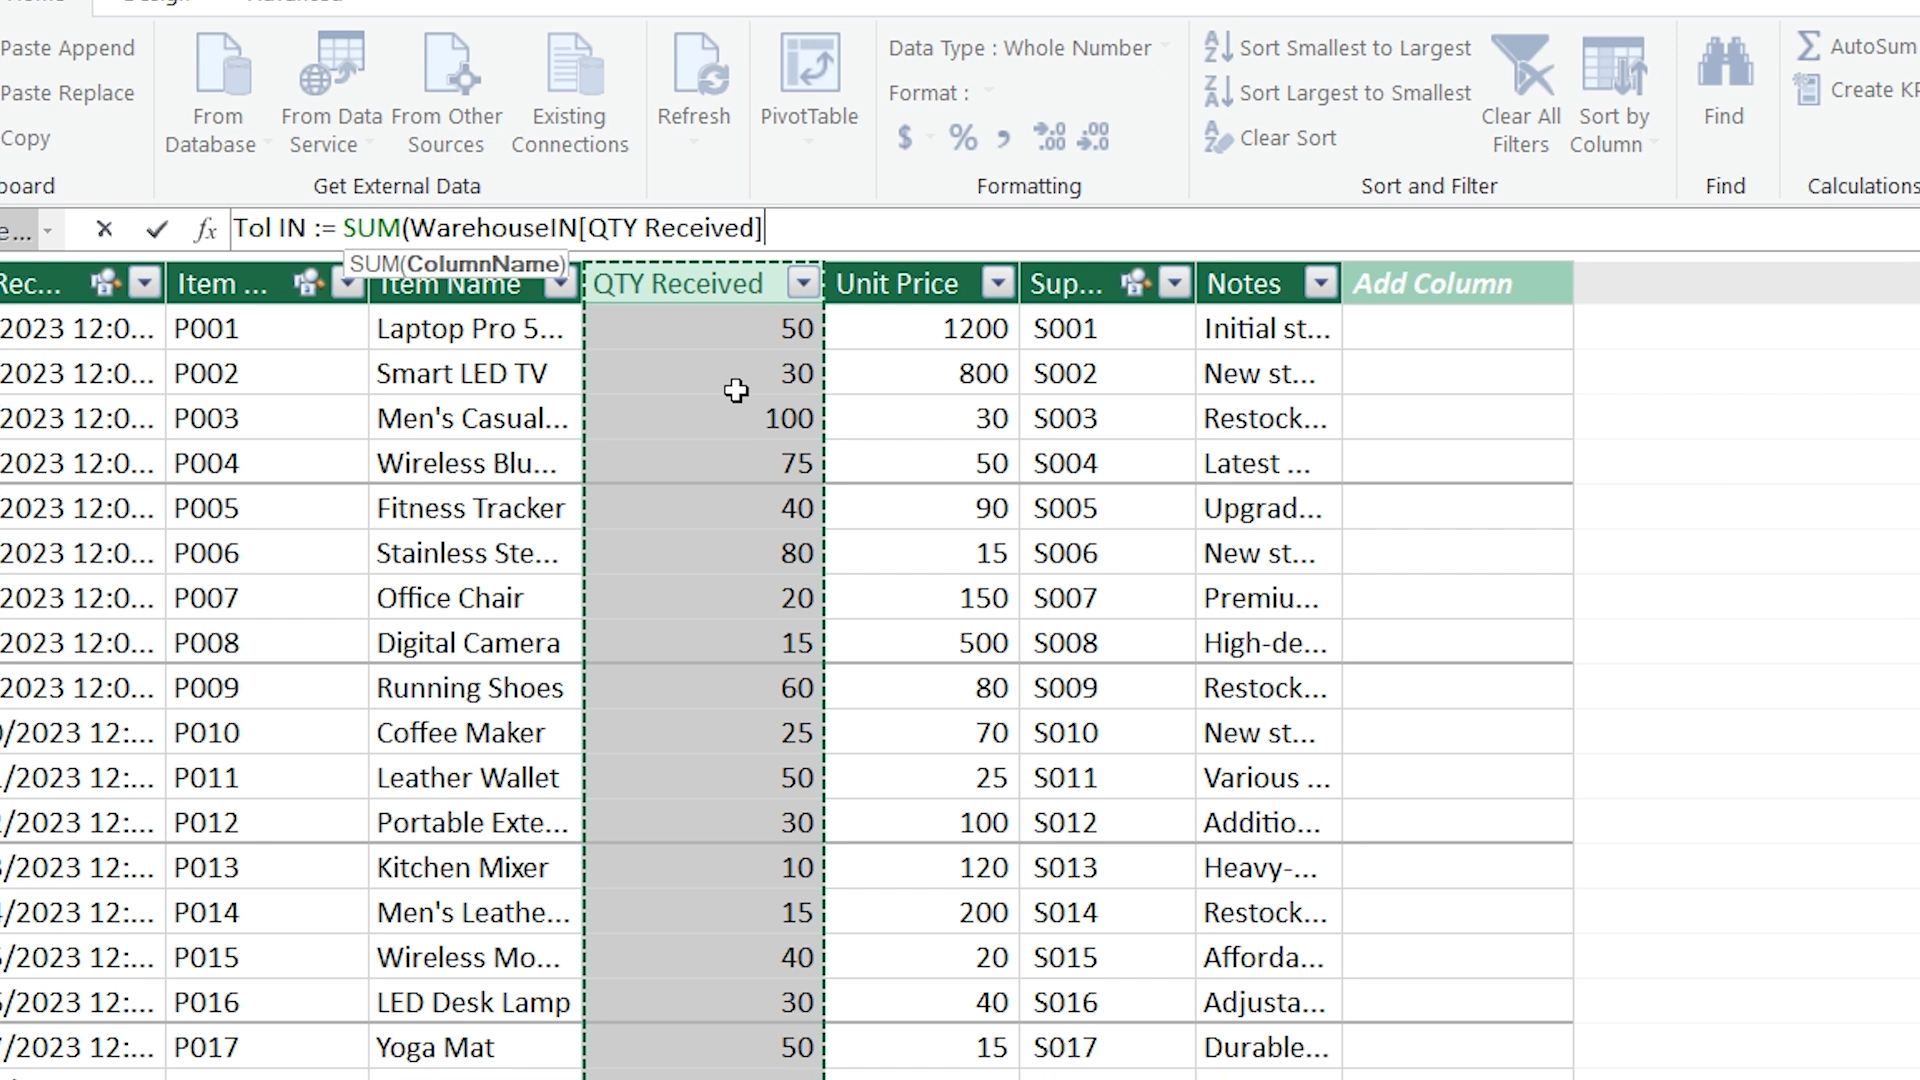 Design
Advanced
Paste Append
Paste Replace
Copy
From Database
From Data Service
From Other Sources
Existing Connections
Get External Data
Refresh
PivotTable
Data Type : Whole Number
Format :
$ % , .00 .00
Formatting
Sort Smallest to Largest
Sort Largest to Smallest
Clear Sort
Clear All Filters
Sort by Column
Sort and Filter
Find
Find
AutoSum
Create
Calculations
fx Tol IN := SUM(WarehouseIN[QTY Received]
SUM(ColumnName)
Rec... Item ... Item Name QTY Received Unit Price Sup... Notes Add Column
2023 12:0... P001 Laptop Pro 5... 50 1200 S001 Initial st...
2023 12:0... P002 Smart LED TV 30 800 S002 New st...
2023 12:0... P003 Men's Casual... 100 30 S003 Restock...
2023 12:0... P004 Wireless Blu... 75 50 S004 Latest ...
2023 12:0... P005 Fitness Tracker 40 90 S005 Upgrad...
2023 12:0... P006 Stainless Ste... 80 15 S006 New st...
2023 12:0... P007 Office Chair 20 150 S007 Premiu...
2023 12:0... P008 Digital Camera 15 500 S008 High-de...
2023 12:0... P009 Running Shoes 60 80 S009 Restock...
/2023 12:... P010 Coffee Maker 25 70 S010 New st...
/2023 12:... P011 Leather Wallet 50 25 S011 Various ...
/2023 12:... P012 Portable Exte... 30 100 S012 Additio...
/2023 12:... P013 Kitchen Mixer 10 120 S013 Heavy-...
/2023 12:... P014 Men's Leathe... 15 200 S014 Restock...
/2023 12:... P015 Wireless Mo... 40 20 S015 Afforda...
/2023 12:... P016 LED Desk Lamp 30 40 S016 Adjusta...
/2023 12:... P017 Yoga Mat 50 15 S017 Durable...